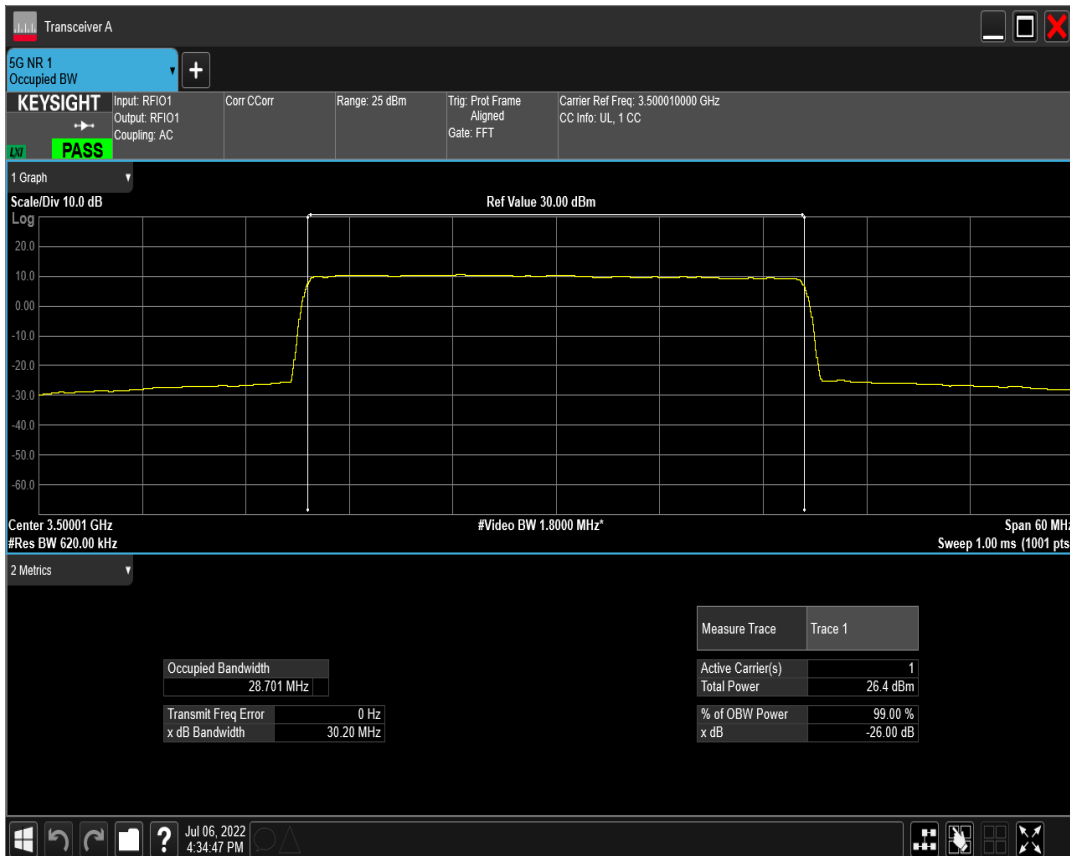 Transceiver A
5G NR 1
Occupied BW
+
KEYSIGHT
LXI
PASS
Input: RFIO1
Output: RFIO1
Coupling: AC
Corr CCorr
Range: 25 dBm
Trig: Prot Frame
Aligned
Gate: FFT
Carrier Ref Freq: 3.500010000 GHz
CC Info: UL, 1 CC
1 Graph
Scale/Div 10.0 dB
Ref Value 30.00 dBm
Log
20.0
10.0
0.00
-10.0
-20.0
-30.0
-40.0
-50.0
-60.0
Center 3.50001 GHz
#Video BW 1.8000 MHz*
Span 60 MHz
#Res BW 620.00 kHz
Sweep 1.00 ms (1001 pts
2 Metrics
Measure Trace Trace 1
Occupied Bandwidth
28.701 MHz
Active Carrier(s) 1
Total Power 26.4 dBm
Transmit Freq Error 0 Hz
x dB Bandwidth 30.20 MHz
% of OBW Power 99.00 %
x dB -26.00 dB
?
Jul 06, 2022
4:34:47 PM